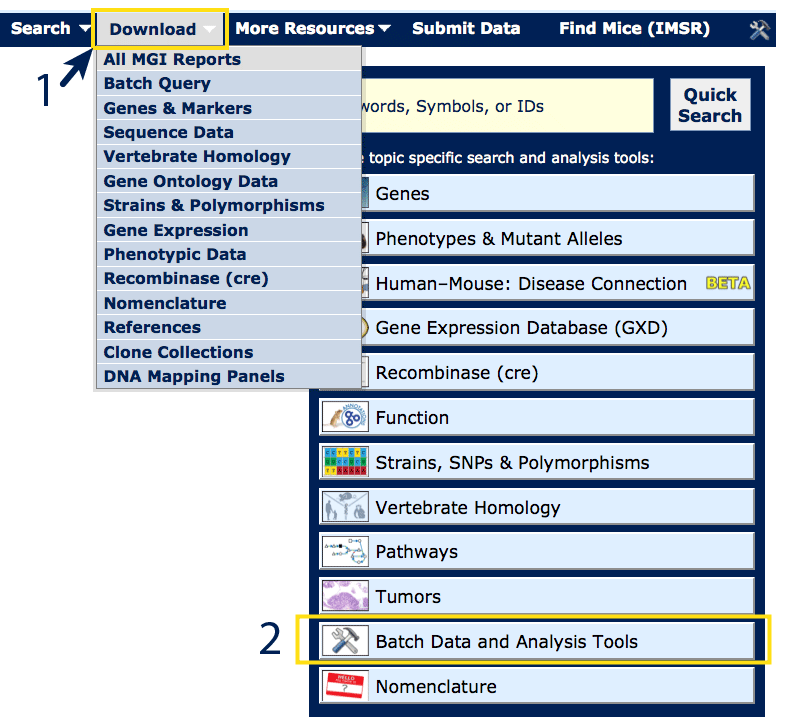 Search Download More Resources Submit Data Find Mice (IMSR)
1
All MGI Reports
Batch Query
Genes & Markers
Sequence Data
Vertebrate Homology
Gene Ontology Data
Strains & Polymorphisms
Gene Expression
Phenotypic Data
Recombinase (cre)
Nomenclature
References
Clone Collections
DNA Mapping Panels
words, Symbols, or IDs
Quick
Search
topic specific search and analysis tools:
Genes
Phenotypes & Mutant Alleles
Human–Mouse: Disease Connection BETA
Gene Expression Database (GXD)
Recombinase (cre)
Function
Strains, SNPs & Polymorphisms
Vertebrate Homology
Pathways
Tumors
2
Batch Data and Analysis Tools
HELLO
?
Nomenclature